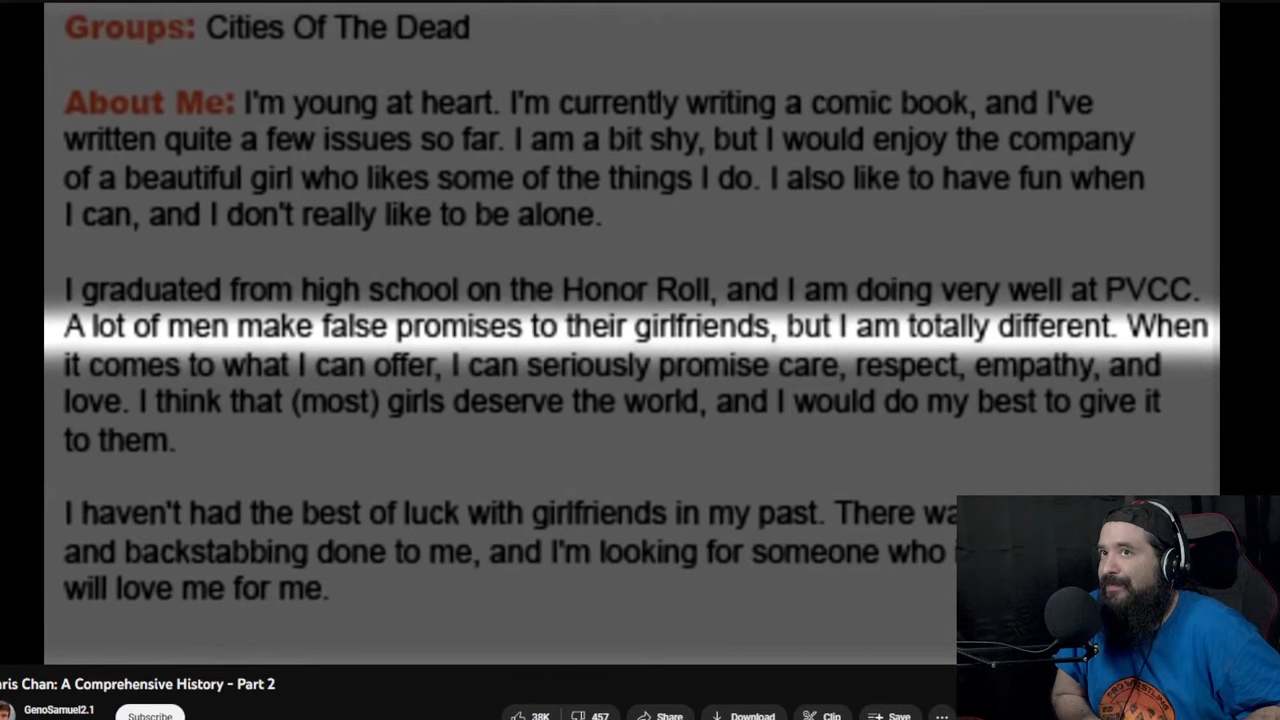 Groups: Cities Of The Dead
About Me: I'm young at heart. I'm currently writing a comic book, and I've
written quite a few issues so far. I am a bit shy, but I would enjoy the company
of a beautiful girl who likes some of the things I do. I also like to have fun when
I can, and I don't really like to be alone.
I graduated from high school on the Honor Roll, and I am doing very well at PVCC.
A lot of men make false promises to their girlfriends, but I am totally different. When
it comes to what I can offer, I can seriously promise care, respect, empathy, and
love. I think that (most) girls deserve the world, and I would do my best to give it
to them.
I haven't had the best of luck with girlfriends in my past. There
and backstabbing done to me, and I'm looking for someone who
will love me for me.
PRO WRESTLING
aris Chan: A Comprehensive History - Part 2
GenoSamuel2.1
Subscribe
38K
457
Share
Download
Clip
Save